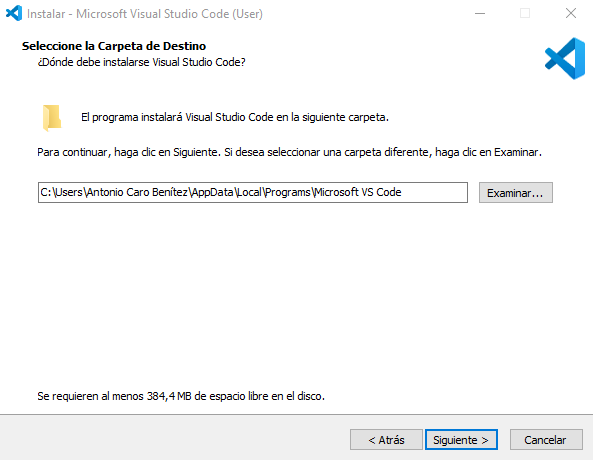 Instalar - Microsoft Visual Studio Code (User)
Seleccione la Carpeta de Destino
¿Dónde debe instalarse Visual Studio Code?
El programa instalará Visual Studio Code en la siguiente carpeta.
Para continuar, haga clic en Siguiente. Si desea seleccionar una carpeta diferente, haga clic en Examinar.
C:\Users\Antonio Caro Benítez\AppData\Local\Programs\Microsoft VS Code
Examinar...
Se requieren al menos 384,4 MB de espacio libre en el disco.
< Atrás
Siguiente >
Cancelar